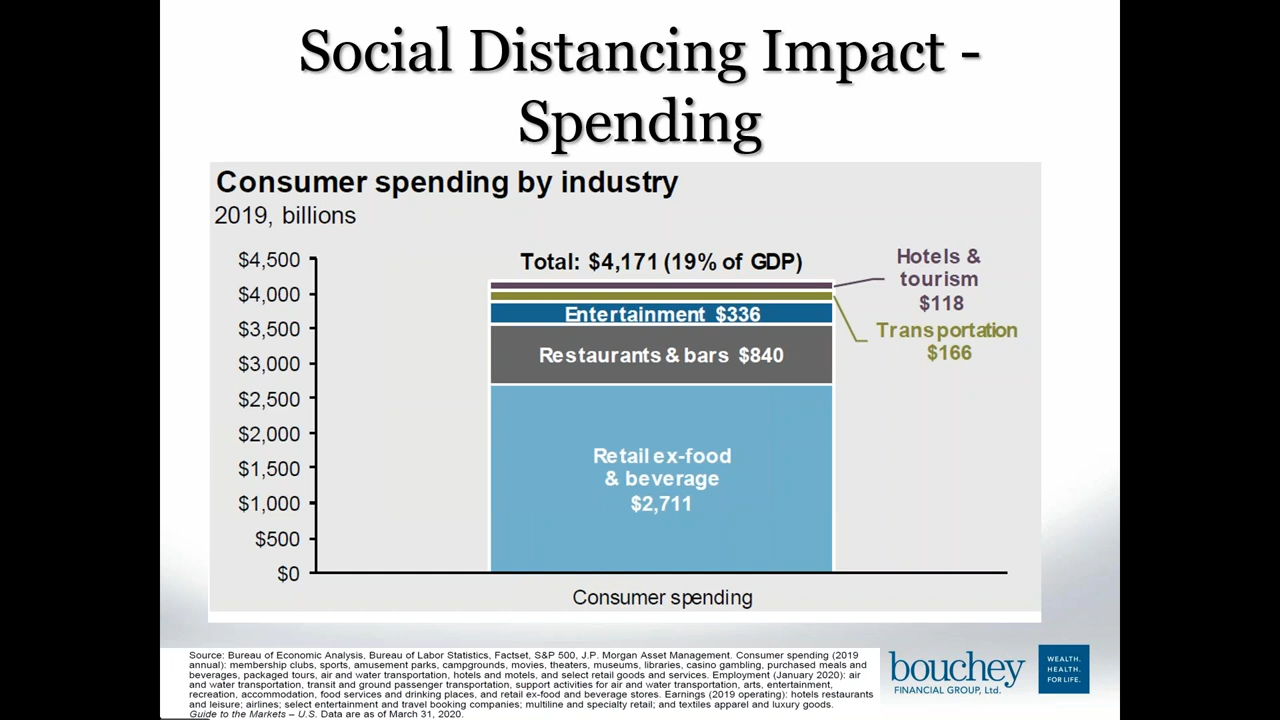 Social Distancing Impact -
Spending
Consumer spending by industry
2019, billions
$4,500
$4,000
$3,500
$3,000
$2,500
$2,000
$1,500
$1,000
$500
$0
Total: $4,171 (19% of GDP)
Entertainment $336
Restaurants & bars $840
Retail ex-food
& beverage
$2,711
Hotels &
tourism
$118
Transportation
$166
Consumer spending
Source: Bureau of Economic Analysis, Bureau of Labor Statistics, Factset, S&P 500, J.P. Morgan Asset Management. Consumer spending (2019
annual): membership clubs, sports, amusement parks, campgrounds, movies, theaters, museums, libraries, casino gambling, purchased meals and
beverages, packaged tours, air and water transportation, hotels and motels, and select retail goods and services. Employment (January 2020): air
and water transportation, transit and ground passenger transportation, support activities for air and water transportation, arts, entertainment,
recreation, accommodation, food services and drinking places, and retail ex-food and beverage stores. Earnings (2019 operating): hotels restaurants
and leisure; airlines; select entertainment and travel booking companies; multiline and specialty retail; and textiles apparel and luxury goods.
Guide to the Markets – U.S. Data are as of March 31, 2020.
bouchey
FINANCIAL GROUP, Ltd.
WEALTH.
HEALTH.
FOR LIFE.